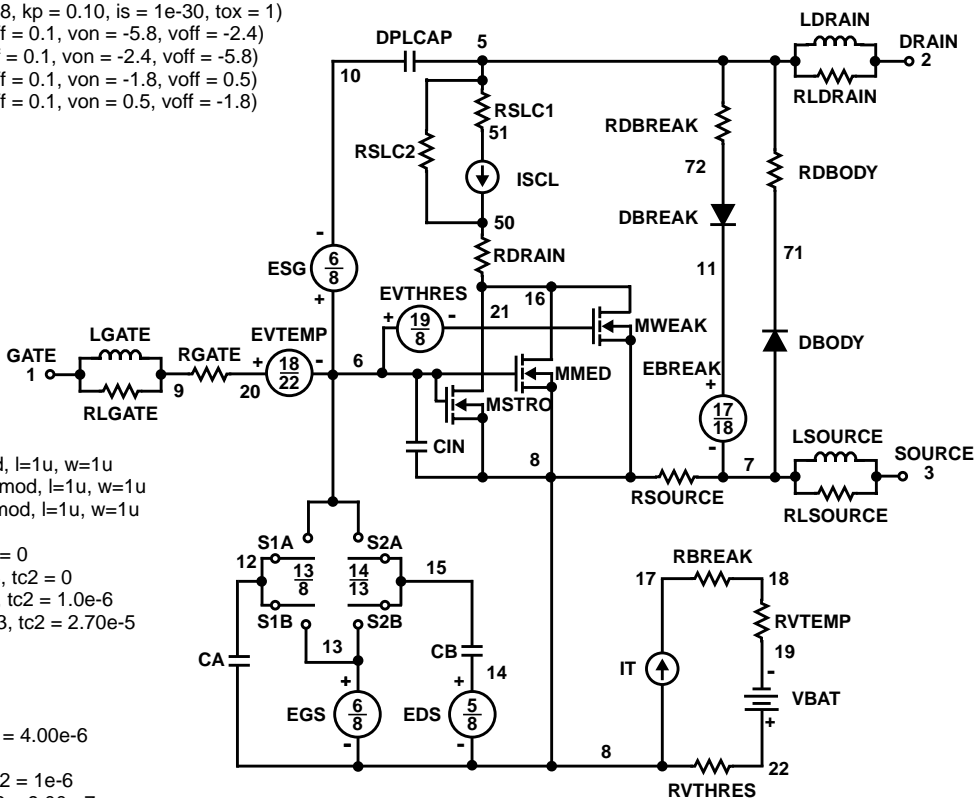 8, kp = 0.10, is = 1e-30, tox = 1)
ff = 0.1, von = -5.8, voff = -2.4)
= 0.1, von = -2.4, voff = -5.8)
ff = 0.1, von = -1.8, voff = 0.5)
ff = 0.1, von = 0.5, voff = -1.8)
DPLCAP
5
10
LDRAIN
DRAIN
2
RLDRAIN
RSLC1
51
RSLC2
ISCL
50
RDBREAK
72
RDBODY
DBREAK
71
11
RDRAIN
-
ESG
6
8
+
EVTHRES
+
19
8
-
21
16
MWEAK
LGATE
GATE
1
RLGATE
9
RGATE
20
EVTEMP
+
18
22
-
6
MMED
MSTRO
DBODY
EBREAK
+
17
18
-
CIN
8
RSOURCE
7
LSOURCE
SOURCE
3
RLSOURCE
d, l=1u, w=1u
mod, l=1u, w=1u
mod, l=1u, w=1u
= 0
, tc2 = 0
, tc2 = 1.0e-6
3, tc2 = 2.70e-5
= 4.00e-6
2 = 1e-6
S1A
S2A
12
13
8
14
13
15
S1B
S2B
13
CA
CB
14
+
EGS
6
8
-
+
EDS
5
8
-
8
RBREAK
17
18
RVTEMP
19
-
IT
VBAT
+
22
RVTHRES